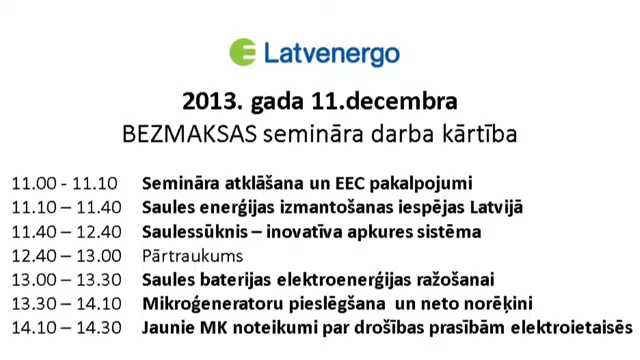 Latvenergo
2013. gada 11.decembra
BEZMAKSAS semināra darba kārtība
11.00 - 11.10 Semināra atklāšana un EEC pakalpojumi
11.10 – 11.40 Saules enerģijas izmantošanas iespējas Latvijā
11.40 – 12.40 Saulessūknis – inovatīva apkures sistēma
12.40 – 13.00 Pārtraukums
13.00 – 13.30 Saules baterijas elektroenerģijas ražošanai
13.30 – 14.10 Mikroģeneratoru pieslēgšana un neto norēķini
14.10 – 14.30 Jaunie MK noteikumi par drošības prasībām elektroietaisēs